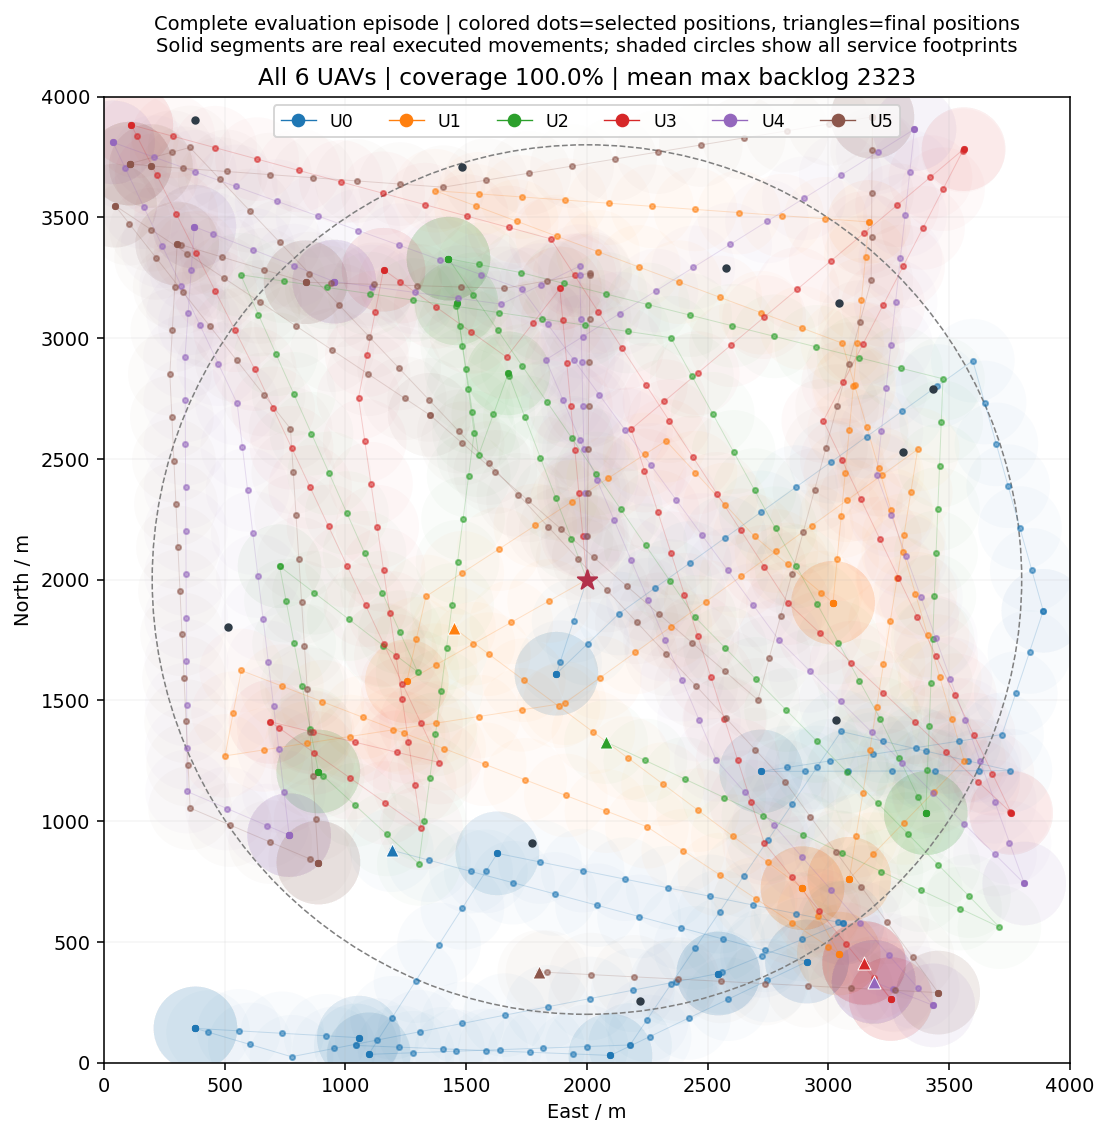 Complete evaluation episode | colored dots=selected positions, triangles=final positions
Solid segments are real executed movements; shaded circles show all service footprints
All 6 UAVs | coverage 100.0% | mean max backlog 2323
U0 U1 U2 U3 U4 U5
4000
3500
3000
2500
2000
1500
1000
500
0
North / m
0 500 1000 1500 2000 2500 3000 3500 4000
East / m